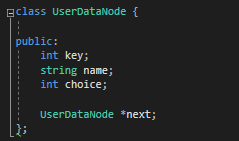 class UserDataNode {
public:
int key;
string name;
int choice;
UserDataNode *next;
};